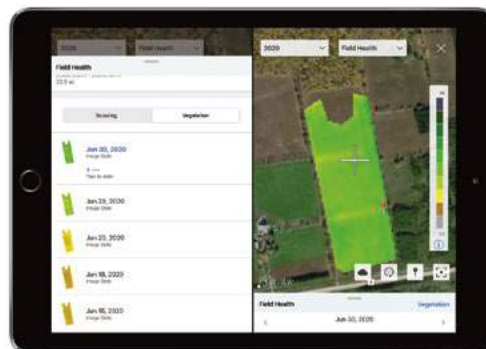 2020
Field Health
Field Health
Scouting
Vegetation
Jun 30, 2020
Image Date
Jun 25, 2020
Image Date
Jun 20, 2020
Image Date
Jun 18, 2020
Image Date
Jun 16, 2020
Image Date
2020
Field Health
Field Health
Vegetation
Jun 30, 2020